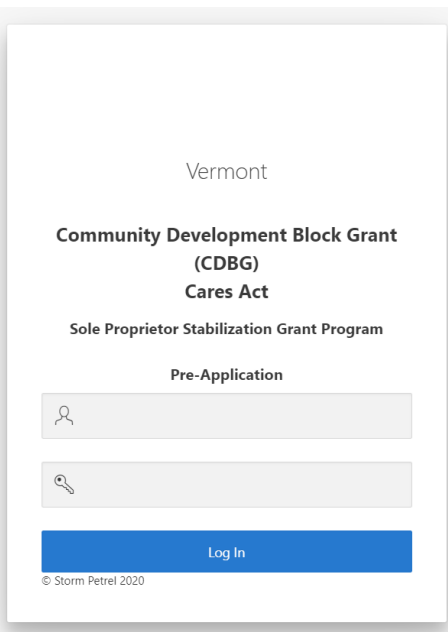 Vermont
Community Development Block Grant
(CDBG)
Cares Act
Sole Proprietor Stabilization Grant Program
Pre-Application
Log In
© Storm Petrel 2020